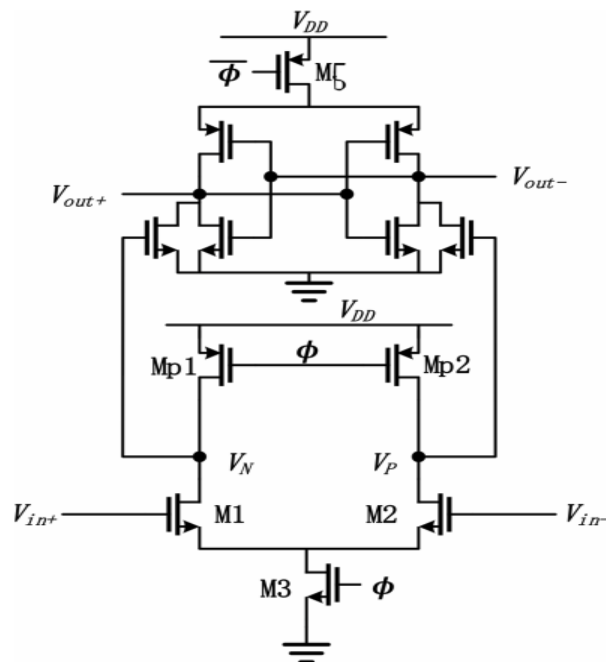 V_DD
ϕ̅ M5
V_out+ V_out-
V_DD
Mp1 ϕ Mp2
V_N V_P
V_in+ M1 M2 V_in-
M3 ϕ